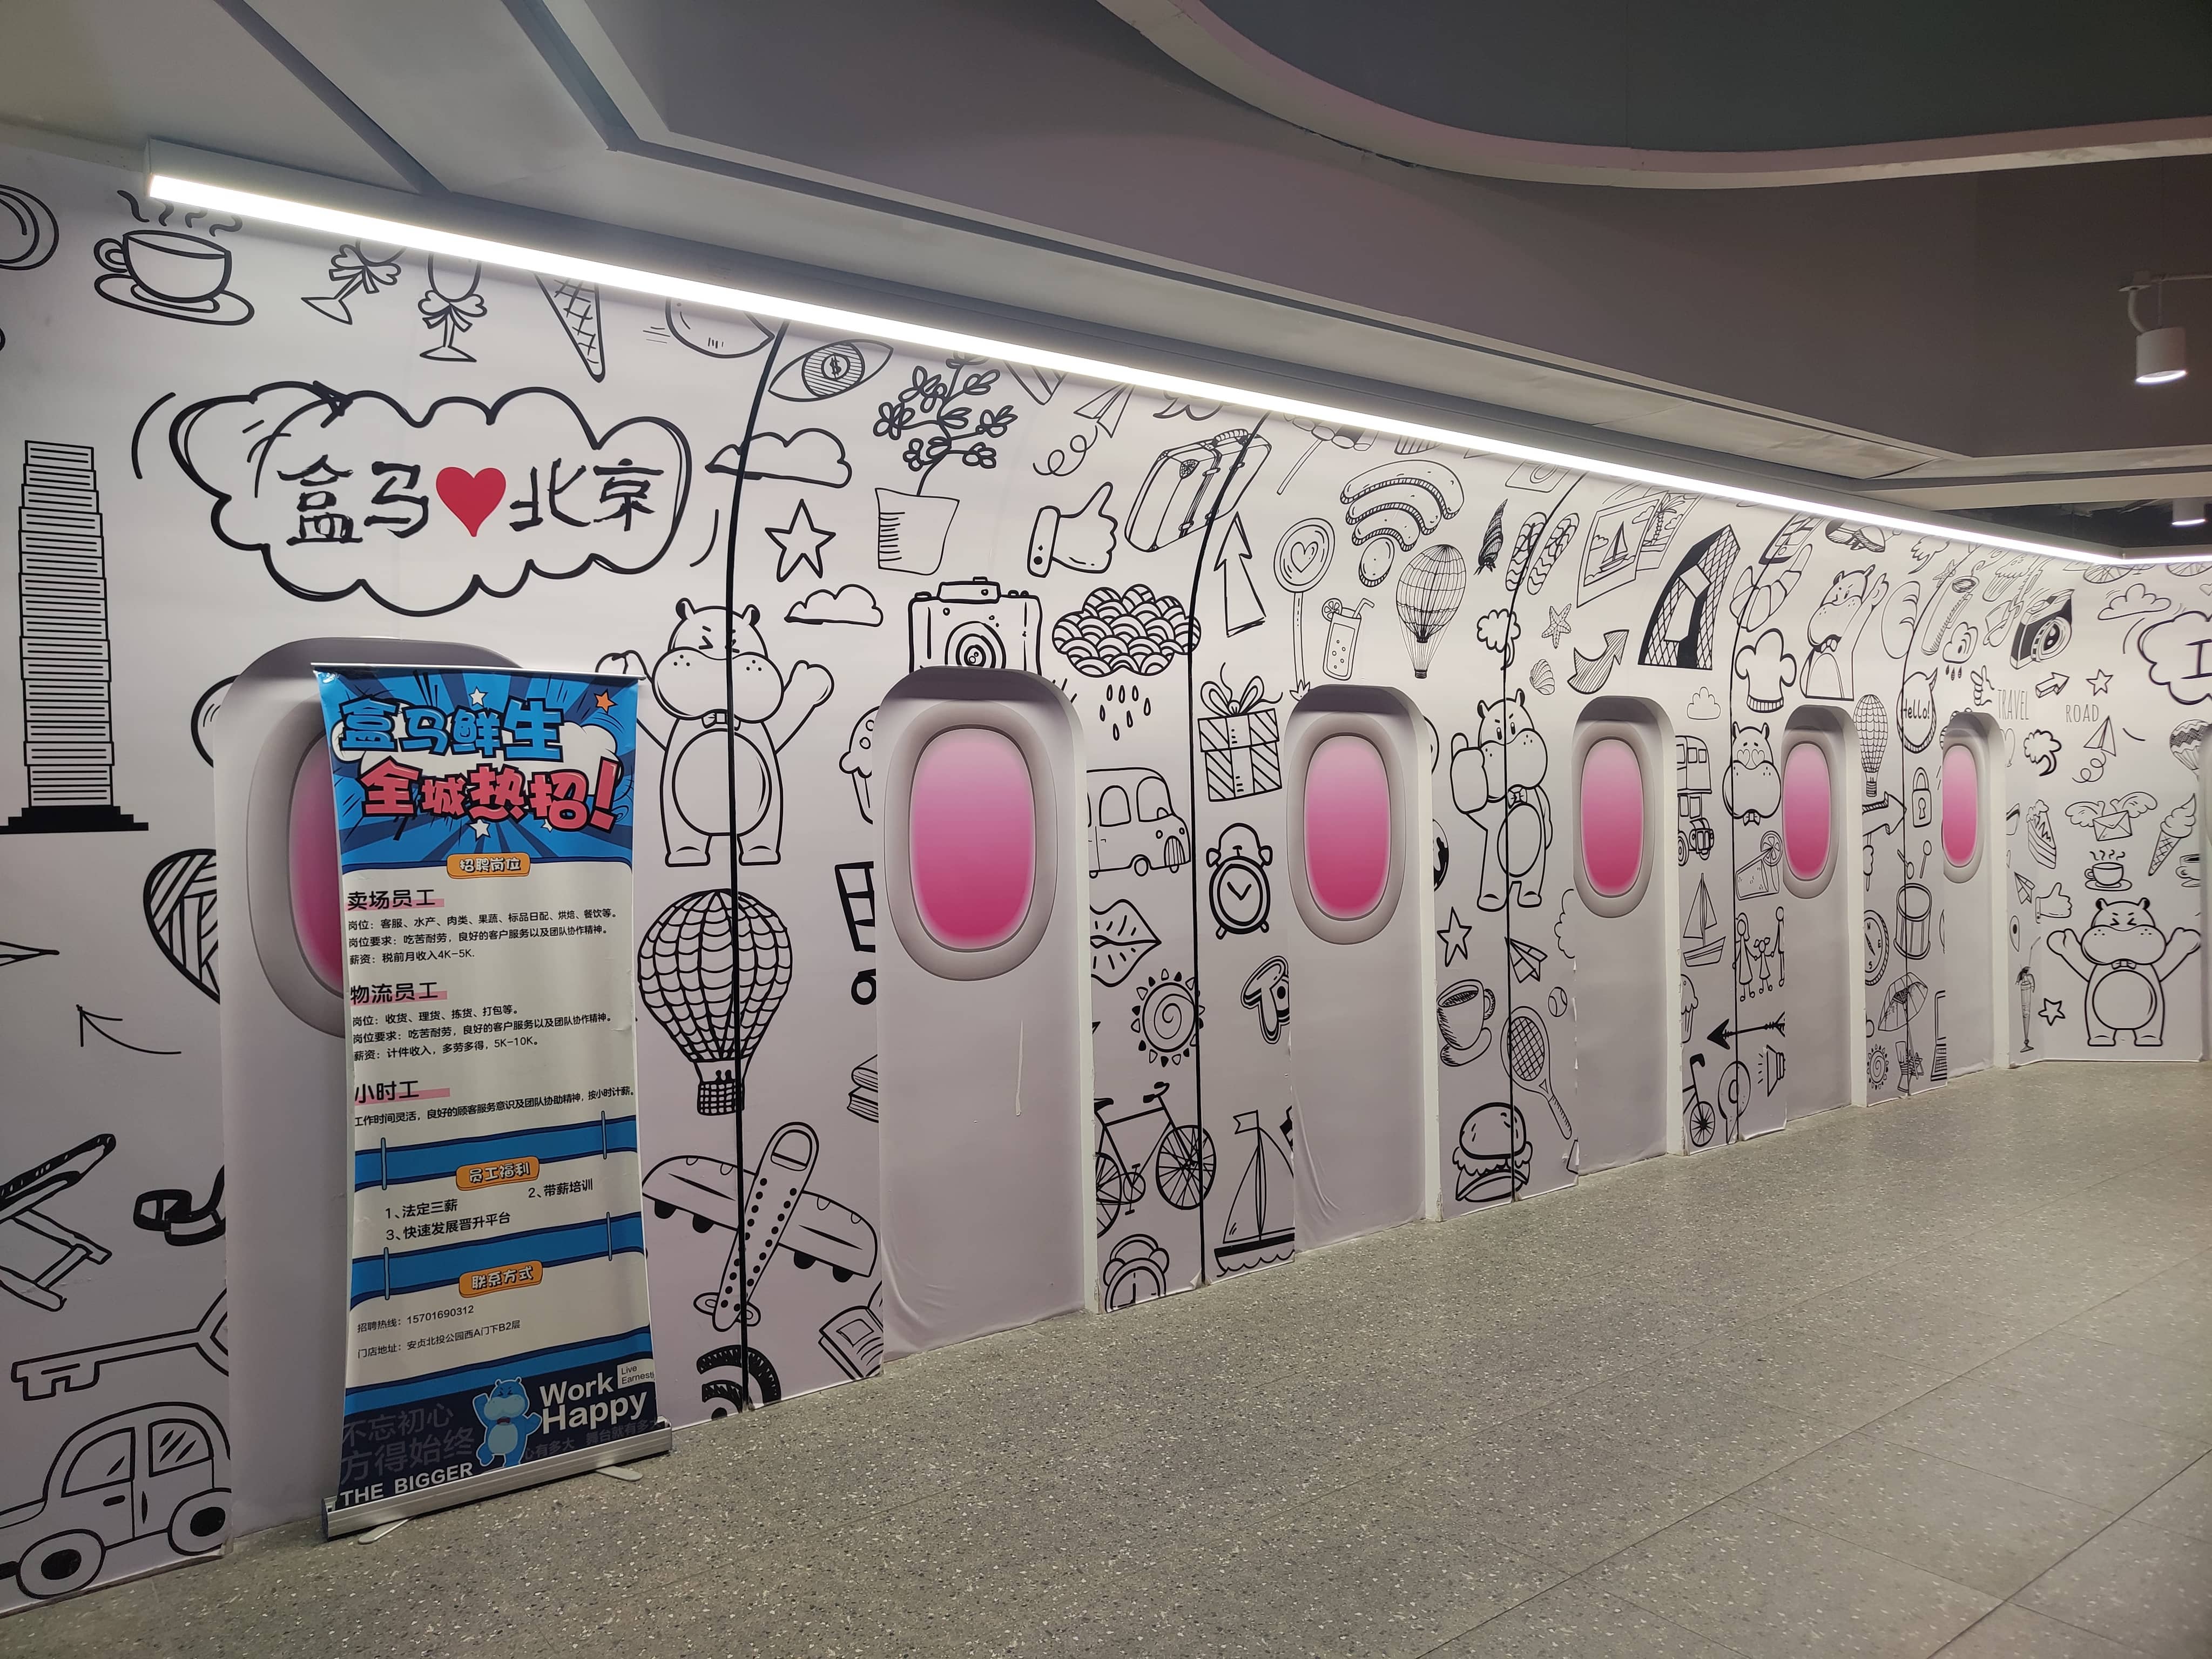 盒马❤北京
盒马鲜生
全城热招！
招聘岗位
卖场员工
岗位：客服、水产、肉类、果蔬、标品日配、烘焙、餐饮等。
岗位要求：吃苦耐劳，良好的客户服务以及团队协作精神。
薪资：税前月收入4K-5K.
物流员工
岗位：收货、理货、拣货、打包等。
岗位要求：吃苦耐劳，良好的客户服务以及团队协作精神。
薪资：计件收入，多劳多得，5K-10K。
小时工
工作时间灵活，良好的顾客服务意识及团队协助精神，按小时计薪。
员工福利
1、法定三薪
2、带薪培训
3、快速发展晋升平台
联系方式
招聘热线：15701690312
门店地址：安贞北投公园西A门下B2层
Work
Happy
Live
Earnestl
不忘初心
方得始终
心有多大 舞台就有多大
THE BIGGER
Hello!
TRAVEL
ROAD